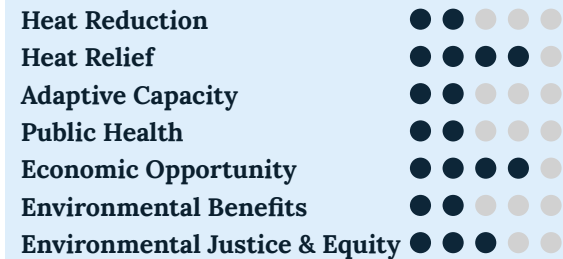 Heat Reduction
Heat Relief
Adaptive Capacity
Public Health
Economic Opportunity
Environmental Benefits
Environmental Justice & Equity